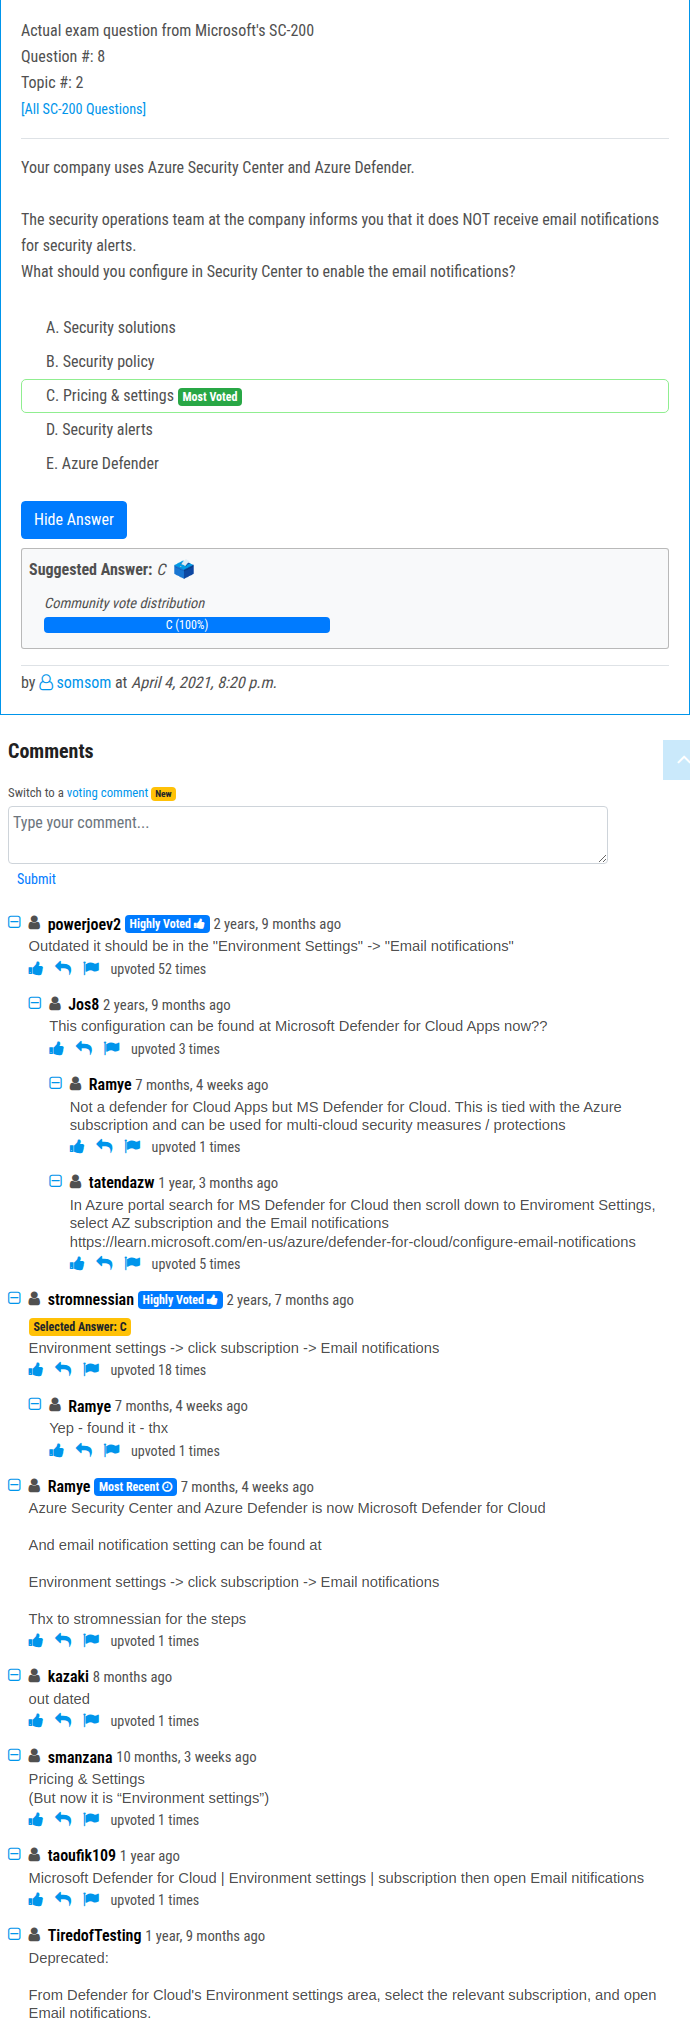 Actual exam question from Microsoft's SC-200
Question #: 8
Topic #: 2
[All SC-200 Questions]
Your company uses Azure Security Center and Azure Defender.
The security operations team at the company informs you that it does NOT receive email notifications
for security alerts.
What should you configure in Security Center to enable the email notifications?
A. Security solutions
B. Security policy
C. Pricing & settings Most Voted
D. Security alerts
E. Azure Defender
Hide Answer
Suggested Answer: C
Community vote distribution
C (100%)
by somsom at April 4, 2021, 8:20 p.m.
Comments
Switch to a voting comment New
Type your comment...
Submit
powerjoev2 Highly Voted 2 years, 9 months ago
Outdated it should be in the "Environment Settings" -> "Email notifications"
upvoted 52 times
Jos8 2 years, 9 months ago
This configuration can be found at Microsoft Defender for Cloud Apps now??
upvoted 3 times
Ramye 7 months, 4 weeks ago
Not a defender for Cloud Apps but MS Defender for Cloud. This is tied with the Azure
subscription and can be used for multi-cloud security measures / protections
upvoted 1 times
tatendazw 1 year, 3 months ago
In Azure portal search for MS Defender for Cloud then scroll down to Enviroment Settings,
select AZ subscription and the Email notifications
https://learn.microsoft.com/en-us/azure/defender-for-cloud/configure-email-notifications
upvoted 5 times
stromnessian Highly Voted 2 years, 7 months ago
Selected Answer: C
Environment settings -> click subscription -> Email notifications
upvoted 18 times
Ramye 7 months, 4 weeks ago
Yep - found it - thx
upvoted 1 times
Ramye Most Recent 7 months, 4 weeks ago
Azure Security Center and Azure Defender is now Microsoft Defender for Cloud
And email notification setting can be found at
Environment settings -> click subscription -> Email notifications
Thx to stromnessian for the steps
upvoted 1 times
kazaki 8 months ago
out dated
upvoted 1 times
smanzana 10 months, 3 weeks ago
Pricing & Settings
(But now it is “Environment settings”)
upvoted 1 times
taoufik109 1 year ago
Microsoft Defender for Cloud | Environment settings | subscription then open Email nitifications
upvoted 1 times
TiredofTesting 1 year, 9 months ago
Deprecated:
From Defender for Cloud's Environment settings area, select the relevant subscription, and open
Email notifications.